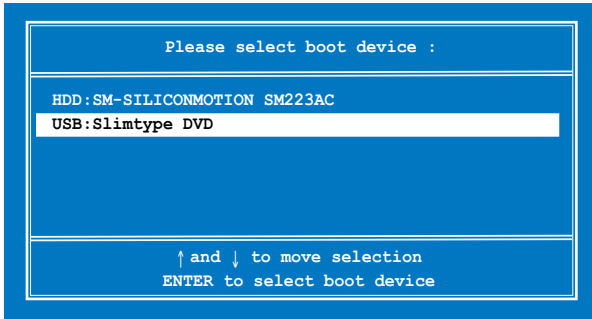 Please select boot device :
HDD:SM-SILICONMOTION SM223AC
USB:Slimtype DVD
↑ and ↓ to move selection
ENTER to select boot device